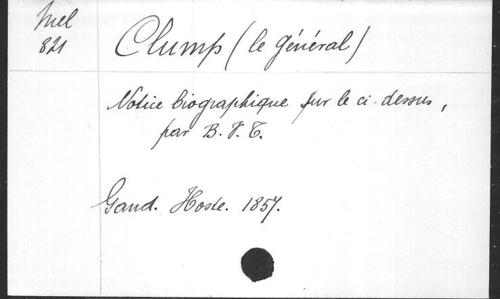 Mel
821
Clump (le général)
Notice biographique sur le ci-dessus,
par B. P. T.
Gand. Hoste. 1857.